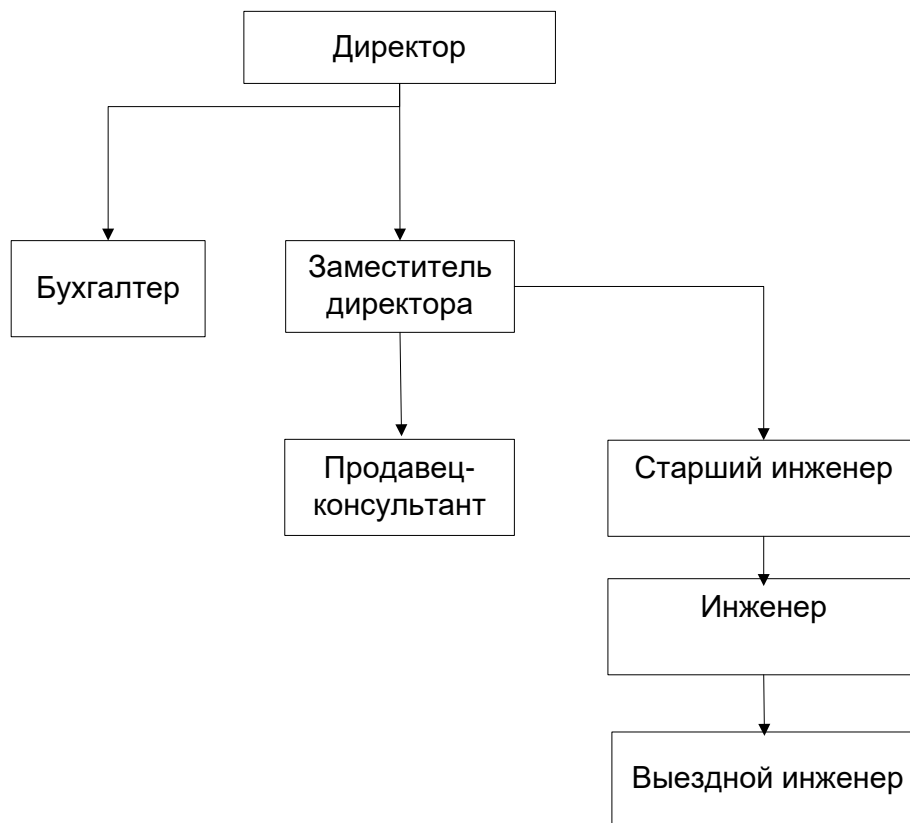 Директор
Бухгалтер
Заместитель
директора
Продавец-
консультант
Старший инженер
Инженер
Выездной инженер